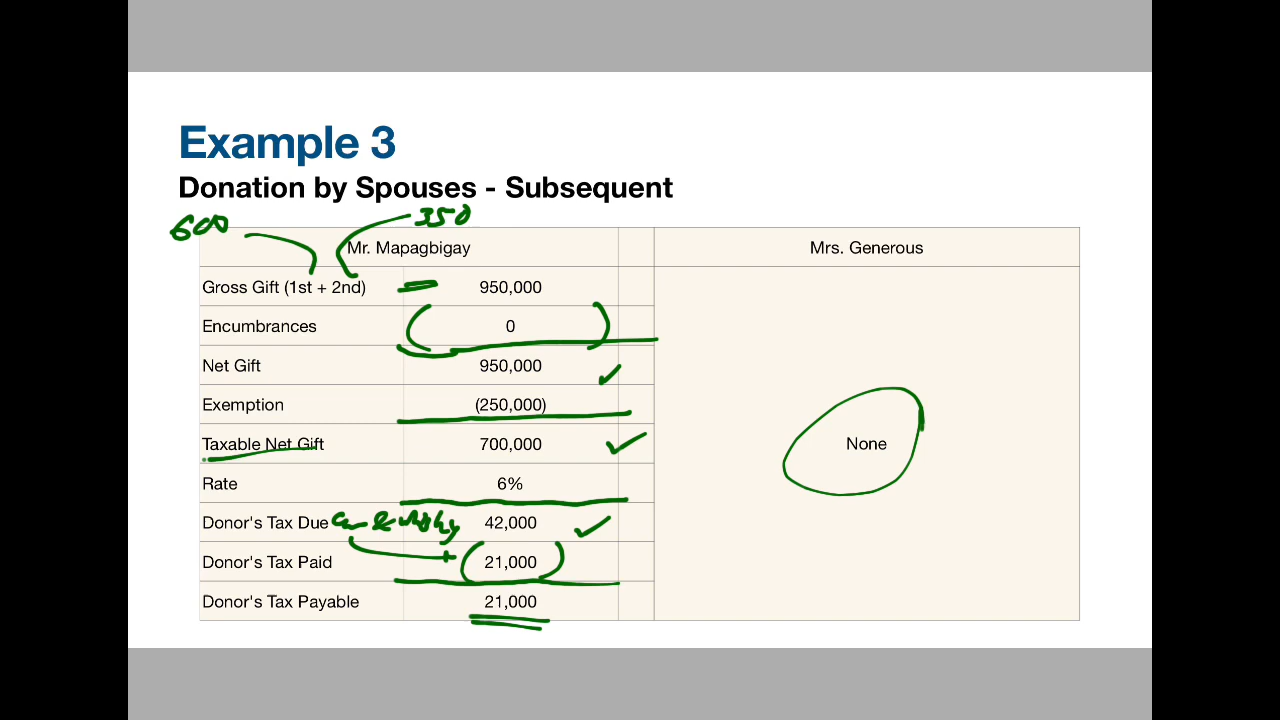 Example 3
Donation by Spouses - Subsequent
600 350
Mr. Mapagbigay Mrs. Generous
Gross Gift (1st + 2nd) 950,000
Encumbrances 0
Net Gift 950,000
Exemption (250,000)
Taxable Net Gift 700,000
None
Rate 6%
Donor's Tax Due 42,000
Donor's Tax Paid 21,000
Donor's Tax Payable 21,000